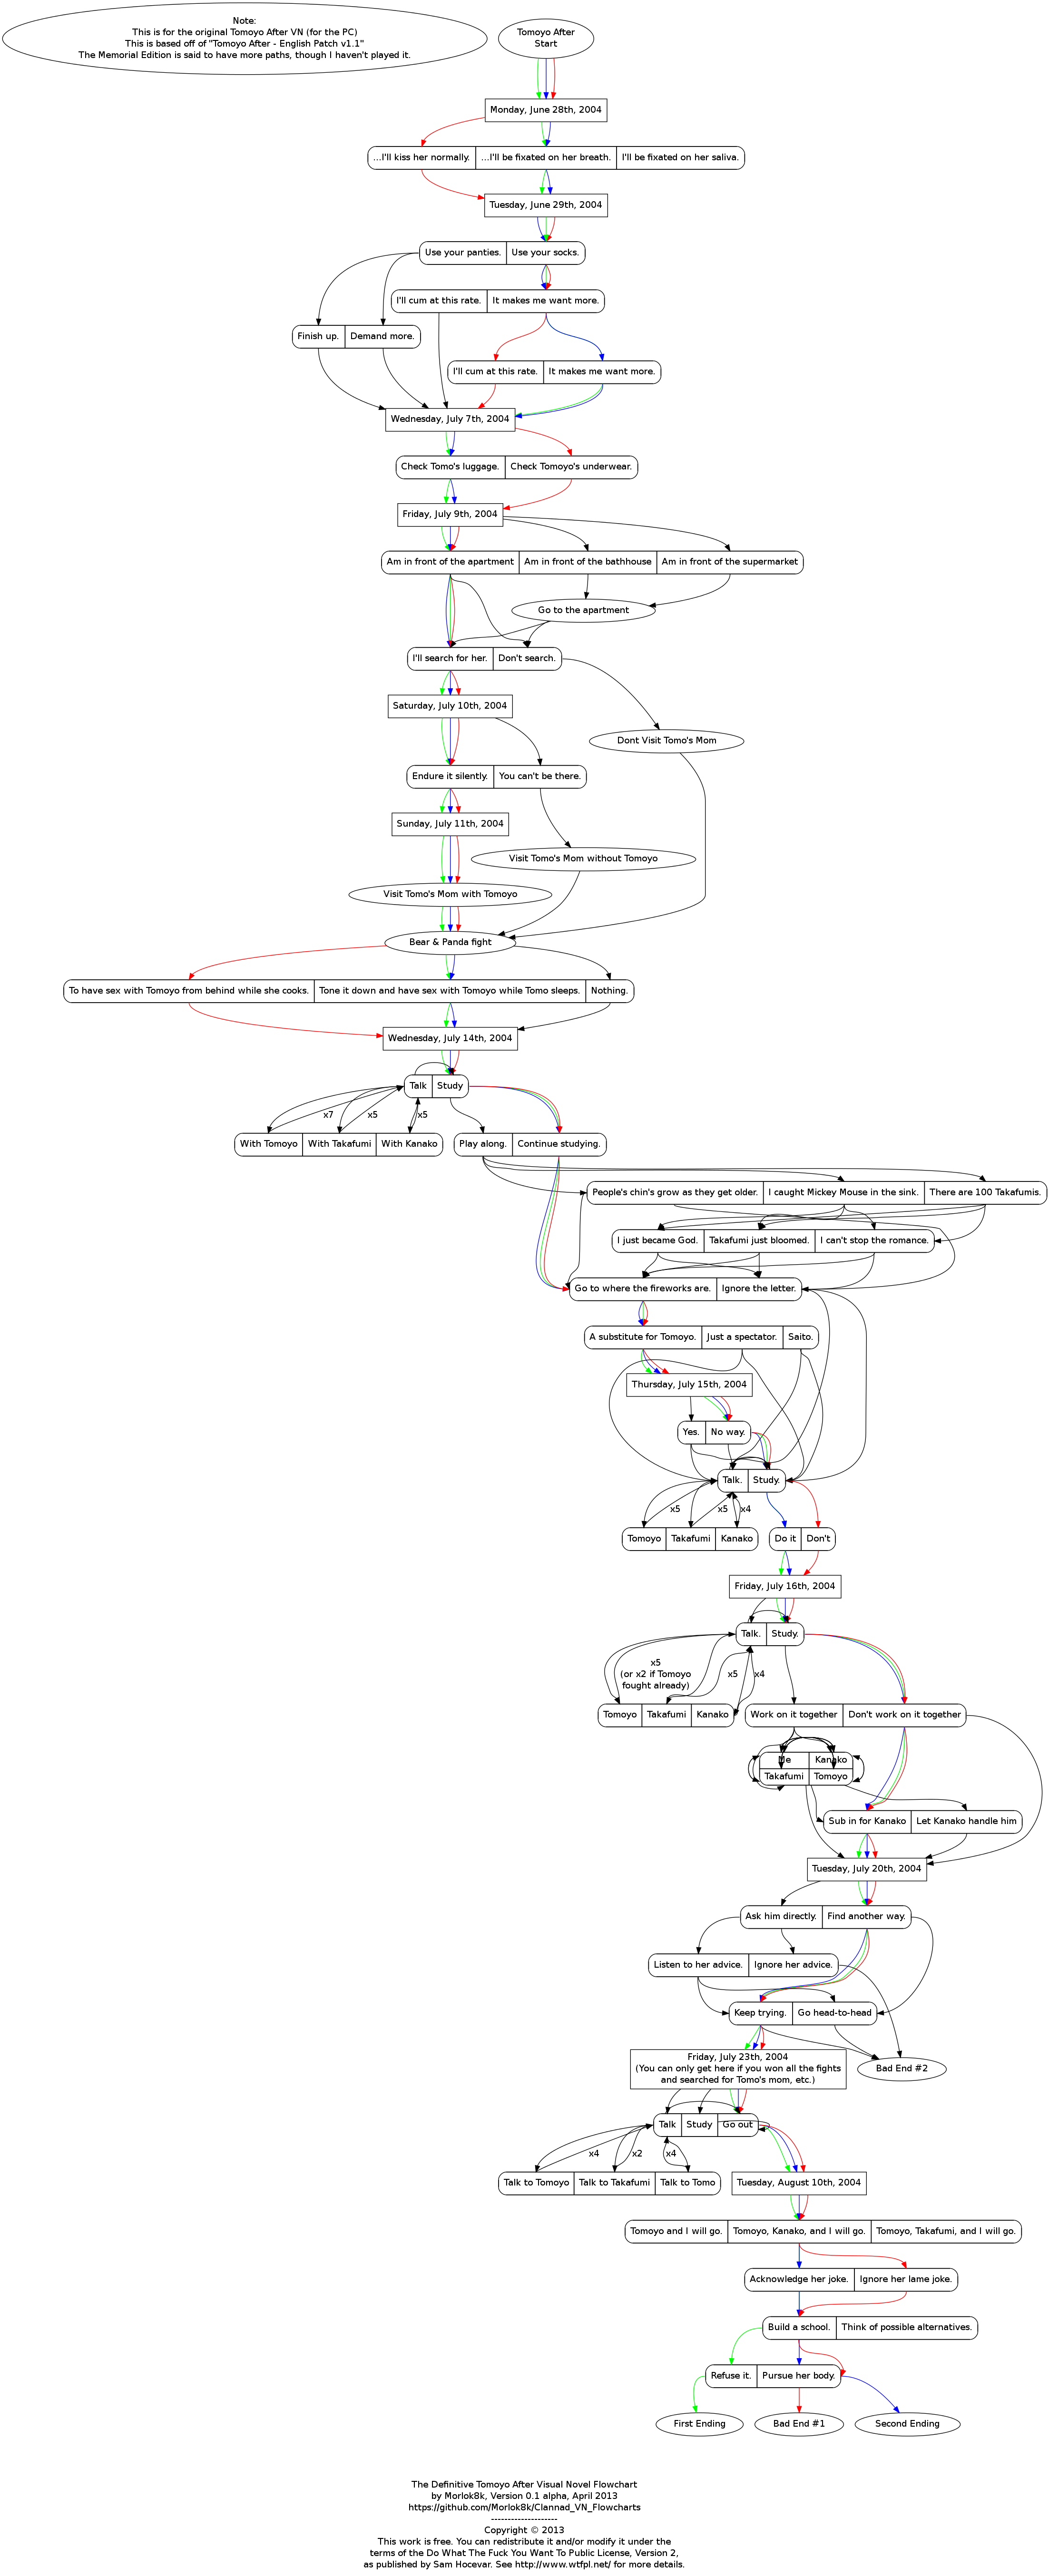 Note:
This is for the original Tomoyo After VN (for the PC)
This is based off of "Tomoyo After - English Patch v1.1"
The Memorial Edition is said to have more paths, though I haven't played it.
Tomoyo After
Start
Monday, June 28th, 2004
...I'll kiss her normally. ...I'll be fixated on her breath. I'll be fixated on her saliva.
Tuesday, June 29th, 2004
Use your panties. Use your socks.
I'll cum at this rate. It makes me want more.
Finish up. Demand more.
I'll cum at this rate. It makes me want more.
Wednesday, July 7th, 2004
Check Tomo's luggage. Check Tomoyo's underwear.
Friday, July 9th, 2004
Am in front of the apartment Am in front of the bathhouse Am in front of the supermarket
Go to the apartment
I'll search for her. Don't search.
Saturday, July 10th, 2004
Dont Visit Tomo's Mom
Endure it silently. You can't be there.
Sunday, July 11th, 2004
Visit Tomo's Mom without Tomoyo
Visit Tomo's Mom with Tomoyo
Bear & Panda fight
To have sex with Tomoyo from behind while she cooks. Tone it down and have sex with Tomoyo while Tomo sleeps. Nothing.
Wednesday, July 14th, 2004
Talk Study
x7 x5 x5
With Tomoyo With Takafumi With Kanako Play along. Continue studying.
People's chin's grow as they get older. I caught Mickey Mouse in the sink. There are 100 Takafumis.
I just became God. Takafumi just bloomed. I can't stop the romance.
Go to where the fireworks are. Ignore the letter.
A substitute for Tomoyo. Just a spectator. Saito.
Thursday, July 15th, 2004
Yes. No way.
Talk. Study.
x5 x5 x4
Tomoyo Takafumi Kanako Do it Don't
Friday, July 16th, 2004
Talk. Study.
x5
(or x2 if Tomoyo
fought already)
x5 x4
Tomoyo Takafumi Kanako Work on it together Don't work on it together
Me Kanako
Takafumi Tomoyo
Sub in for Kanako Let Kanako handle him
Tuesday, July 20th, 2004
Ask him directly. Find another way.
Listen to her advice. Ignore her advice.
Keep trying. Go head-to-head
Friday, July 23th, 2004
(You can only get here if you won all the fights
and searched for Tomo's mom, etc.)
Bad End #2
Talk Study Go out
x4 x2 x4
Talk to Tomoyo Talk to Takafumi Talk to Tomo Tuesday, August 10th, 2004
Tomoyo and I will go. Tomoyo, Kanako, and I will go. Tomoyo, Takafumi, and I will go.
Acknowledge her joke. Ignore her lame joke.
Build a school. Think of possible alternatives.
Refuse it. Pursue her body.
First Ending Bad End #1 Second Ending
The Definitive Tomoyo After Visual Novel Flowchart
by Morlok8k, Version 0.1 alpha, April 2013
https://github.com/Morlok8k/Clannad_VN_Flowcharts
--------------------
Copyright © 2013
This work is free. You can redistribute it and/or modify it under the
terms of the Do What The Fuck You Want To Public License, Version 2,
as published by Sam Hocevar. See http://www.wtfpl.net/ for more details.